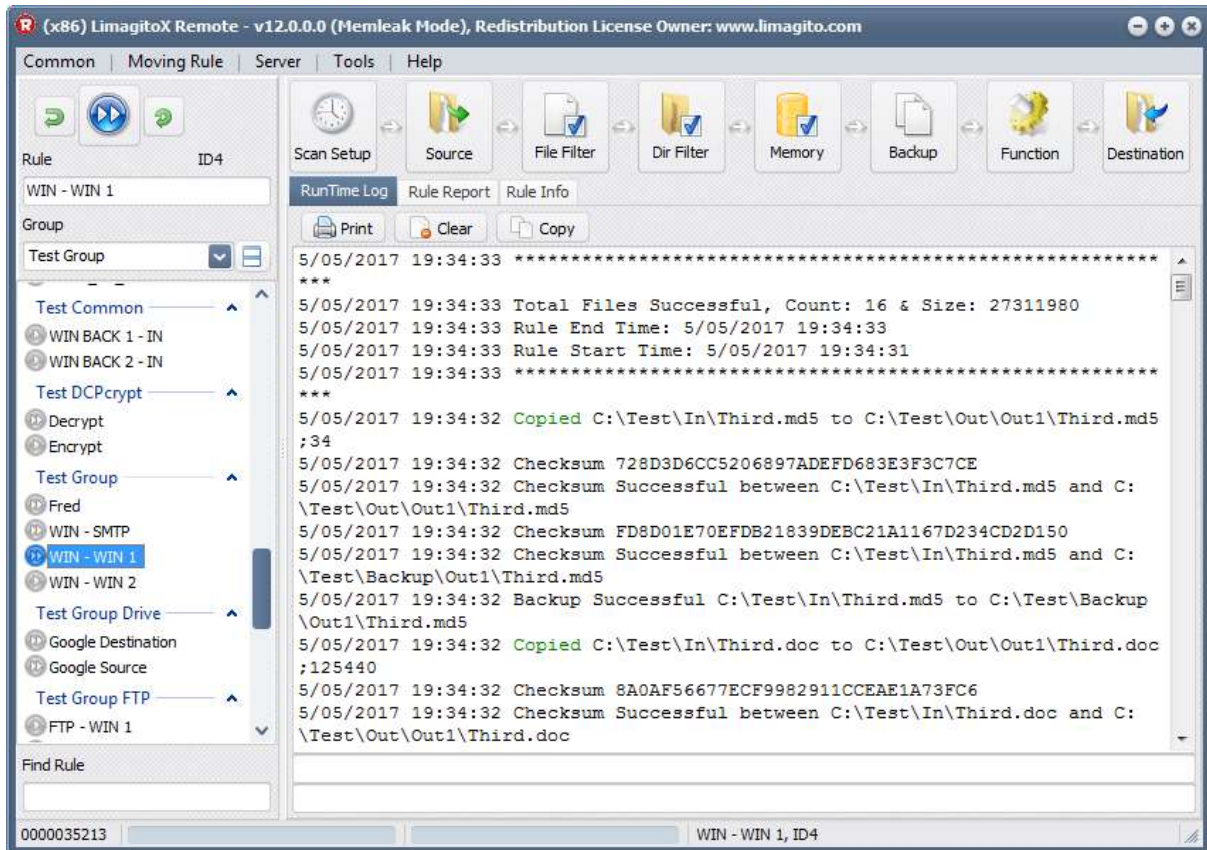 (x86) LimagitoX Remote - v12.0.0.0 (Memleak Mode), Redistribution License Owner: www.limagito.com
Common | Moving Rule | Server | Tools | Help
Rule ID4
WIN - WIN 1
Group
Test Group
Test Common
WIN BACK 1 - IN
WIN BACK 2 - IN
Test DCPcrypt
Decrypt
Encrypt
Test Group
Fred
WIN - SMTP
WIN - WIN 1
WIN - WIN 2
Test Group Drive
Google Destination
Google Source
Test Group FTP
FTP - WIN 1
Find Rule
Scan Setup Source File Filter Dir Filter Memory Backup Function Destination
RunTime Log Rule Report Rule Info
Print Clear Copy
5/05/2017 19:34:33 *********************************************************
***
5/05/2017 19:34:33 Total Files Successful, Count: 16 & Size: 27311980
5/05/2017 19:34:33 Rule End Time: 5/05/2017 19:34:33
5/05/2017 19:34:33 Rule Start Time: 5/05/2017 19:34:31
5/05/2017 19:34:33 *********************************************************
***
5/05/2017 19:34:32 Copied C:\Test\In\Third.md5 to C:\Test\Out\Out1\Third.md5
;34
5/05/2017 19:34:32 Checksum 728D3D6CC5206897ADEFD683E3F3C7CE
5/05/2017 19:34:32 Checksum Successful between C:\Test\In\Third.md5 and C:
\Test\Out\Out1\Third.md5
5/05/2017 19:34:32 Checksum FD8D01E70EFDB21839DEBC21A1167D234CD2D150
5/05/2017 19:34:32 Checksum Successful between C:\Test\In\Third.md5 and C:
\Test\Backup\Out1\Third.md5
5/05/2017 19:34:32 Backup Successful C:\Test\In\Third.md5 to C:\Test\Backup
\Out1\Third.md5
5/05/2017 19:34:32 Copied C:\Test\In\Third.doc to C:\Test\Out\Out1\Third.doc
;125440
5/05/2017 19:34:32 Checksum 8A0AF56677ECF9982911CCEAE1A73FC6
5/05/2017 19:34:32 Checksum Successful between C:\Test\In\Third.doc and C:
\Test\Out\Out1\Third.doc
0000035213 WIN - WIN 1, ID4